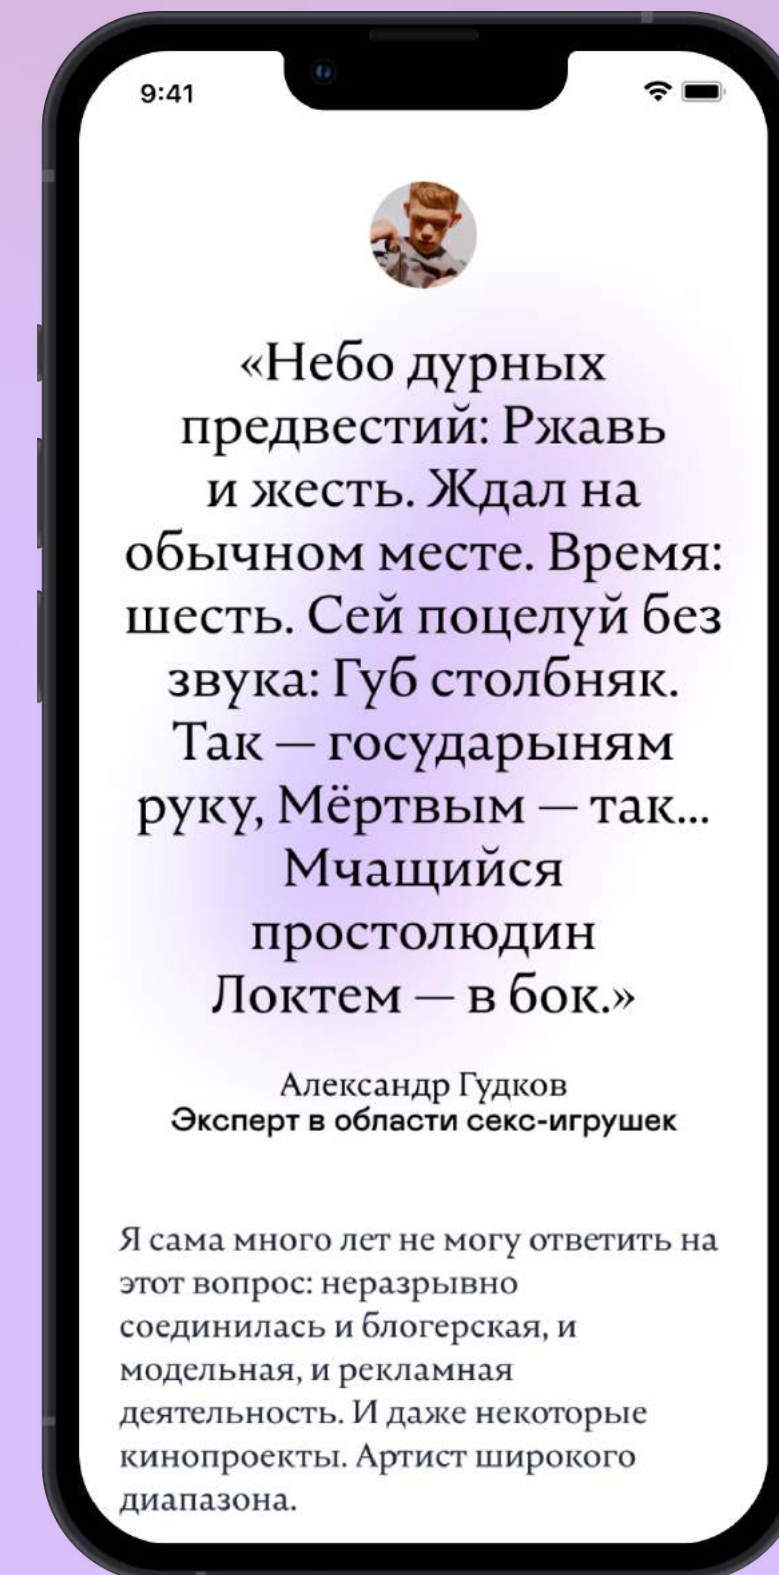 9:41
«Небо дурных
предвестий: Ржавь
и жесть. Ждал на
обычном месте. Время:
шесть. Сей поцелуй без
звука: Губ столбняк.
Так — государыням
руку, Мёртвым — так...
Мчащийся
простолюдин
Локтем — в бок.»
Александр Гудков
Эксперт в области секс-игрушек
Я сама много лет не могу ответить на
этот вопрос: неразрывно
соединилась и блогерская, и
модельная, и рекламная
деятельность. И даже некоторые
кинопроекты. Артист широкого
диапазона.